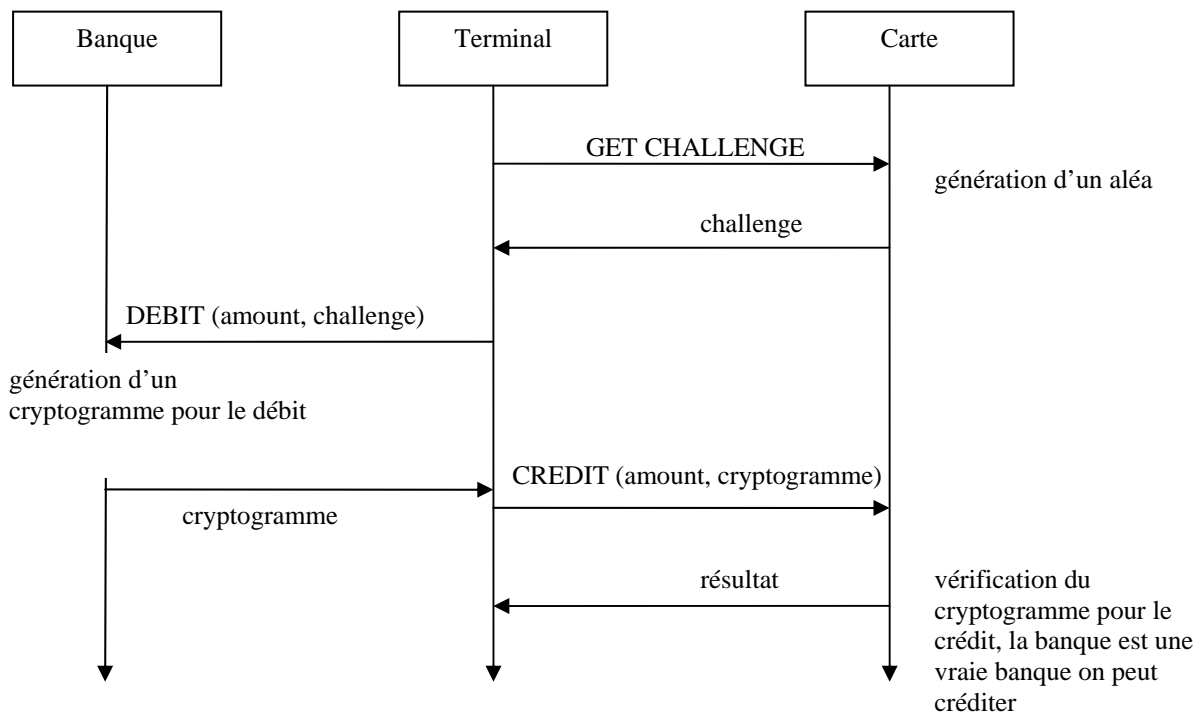 Banque
Terminal
Carte
GET CHALLENGE
génération d’un aléa
challenge
DEBIT (amount, challenge)
génération d’un
cryptogramme pour le débit
CREDIT (amount, cryptogramme)
cryptogramme
résultat
vérification du
cryptogramme pour le
crédit, la banque est une
vraie banque on peut
créditer